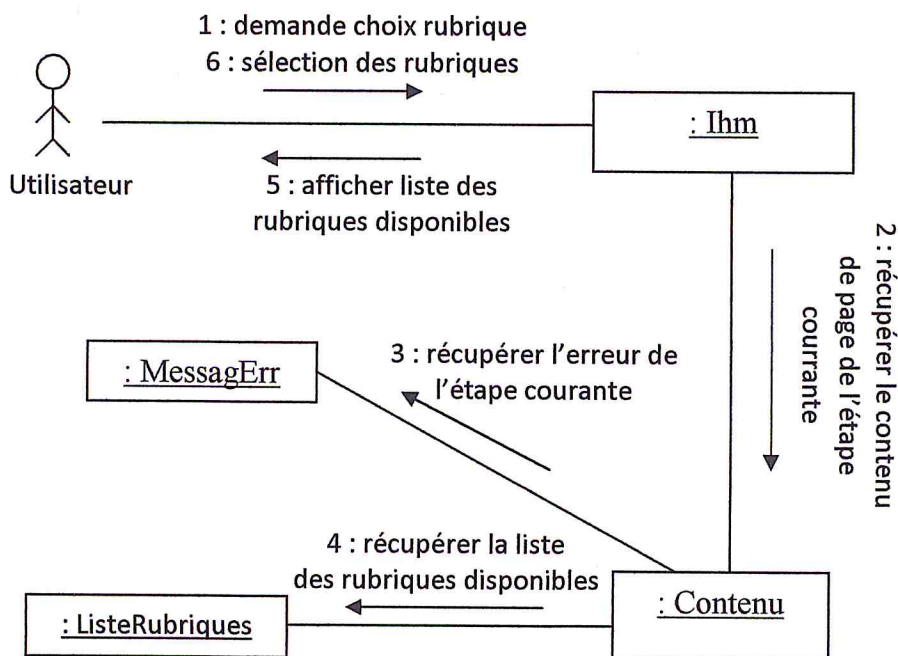 1 : demande choix rubrique
6 : sélection des rubriques
: Ihm
Utilisateur
5 : afficher liste des
rubriques disponibles
2 : récupérer le contenu
de page de l'étape
courrante
: MessagErr
3 : récupérer l'erreur de
l'étape courante
4 : récupérer la liste
des rubriques disponibles
: Contenu
: ListeRubriques